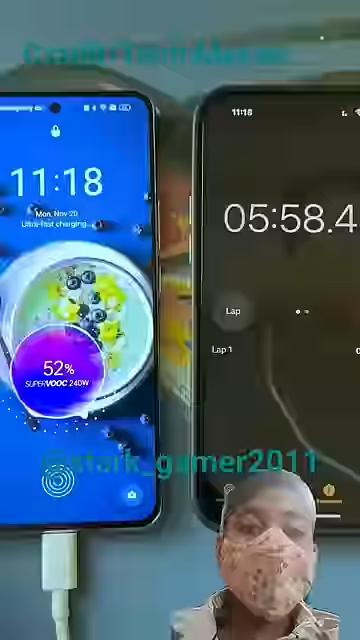 11:18
Mon, Nov 20
Ultra-fast charging...
52%
SUPERVOOC 240W
11:18
05:58.4
Lap
Lap 1
@stark_gamer2011